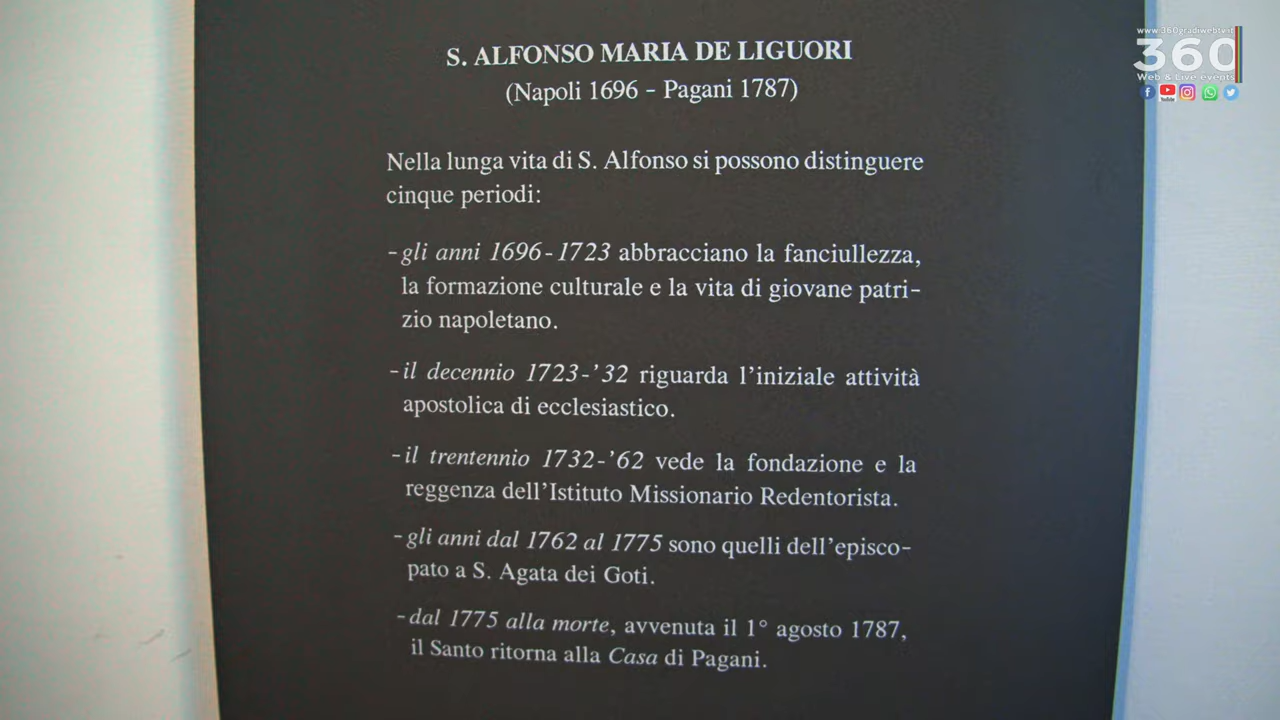 www.360gradiwebtv.it
360
Web & Live events
YouTube
S. ALFONSO MARIA DE LIGUORI
(Napoli 1696 - Pagani 1787)
Nella lunga vita di S. Alfonso si possono distinguere
cinque periodi:
- gli anni 1696-1723 abbracciano la fanciullezza,
la formazione culturale e la vita di giovane patri-
zio napoletano.
- il decennio 1723-'32 riguarda l'iniziale attività
apostolica di ecclesiastico.
- il trentennio 1732-'62 vede la fondazione e la
reggenza dell'Istituto Missionario Redentorista.
- gli anni dal 1762 al 1775 sono quelli dell'episco-
pato a S. Agata dei Goti.
- dal 1775 alla morte, avvenuta il 1° agosto 1787,
il Santo ritorna alla Casa di Pagani.